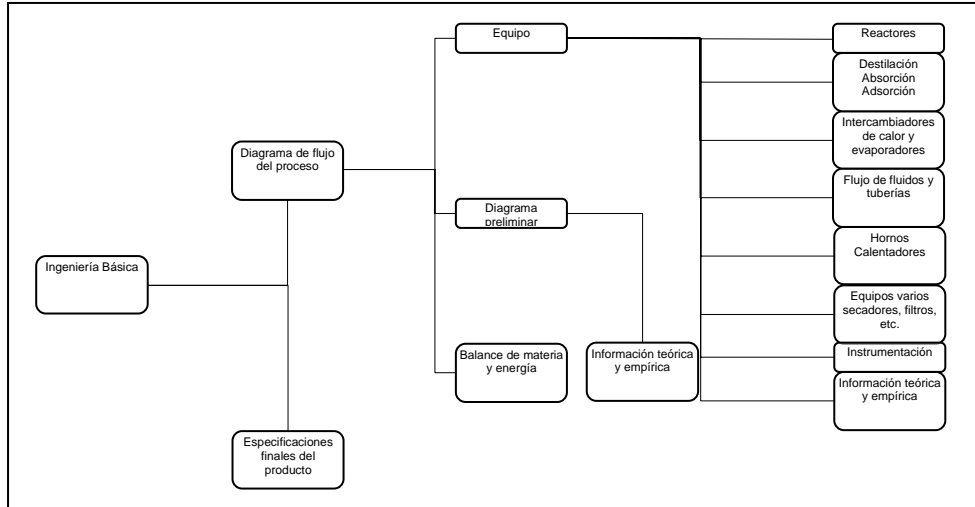 Equipo
Reactores
Destilación
Absorción
Adsorción
Intercambiadores
de calor y
evaporadores
Diagrama de flujo
del proceso
Flujo de fluidos y
tuberías
Diagrama
preliminar
Hornos
Calentadores
Ingeniería Básica
Equipos varios
secadores, filtros,
etc.
Balance de materia
y energía
Información teórica
y empírica
Instrumentación
Información teórica
y empírica
Especificaciones
finales del
producto